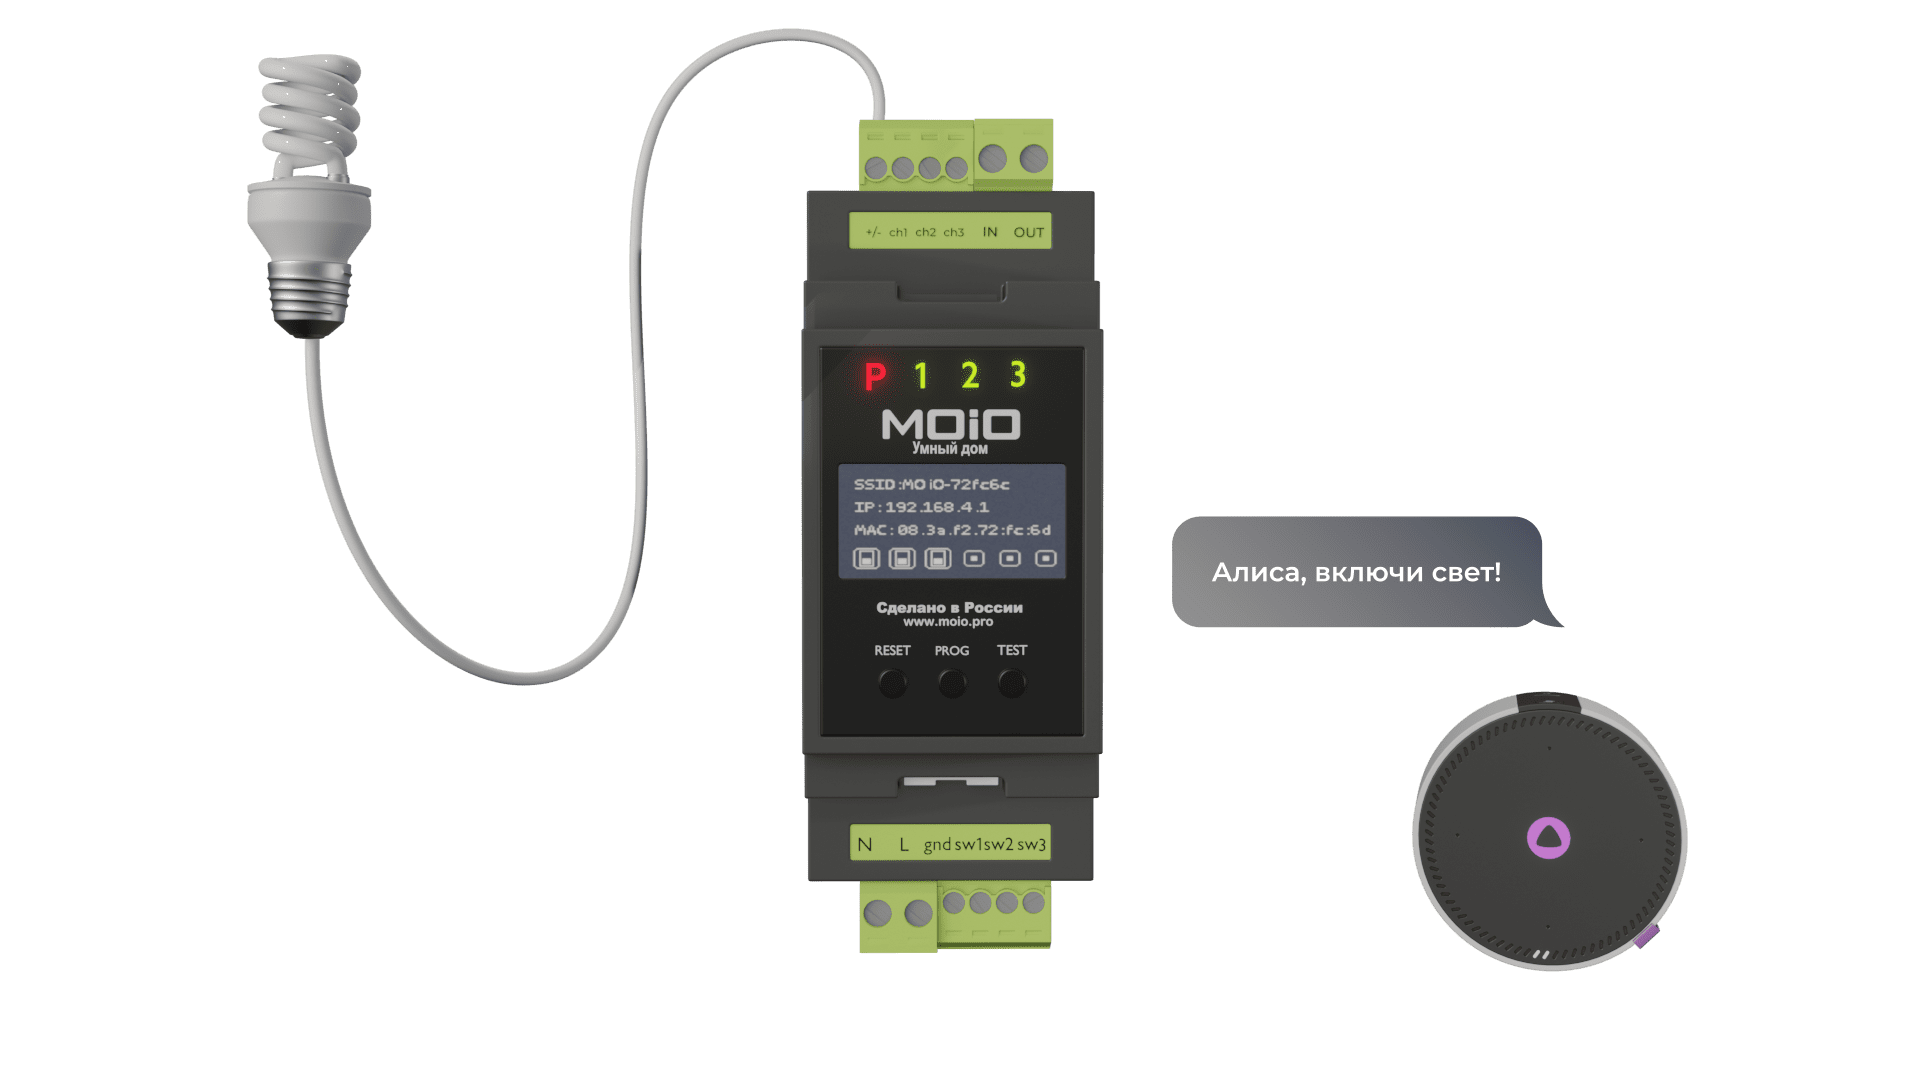 +/- ch1 ch2 ch3 IN OUT
P 1 2 3
MOiO
Умный дом
SSID:MOiO-72fc6c
IP:192.168.4.1
MAC:08.3a.f2.72:fc:6d
Сделано в России
www.moio.pro
RESET PROG TEST
N L gnd sw1 sw2 sw3
Алиса, включи свет!